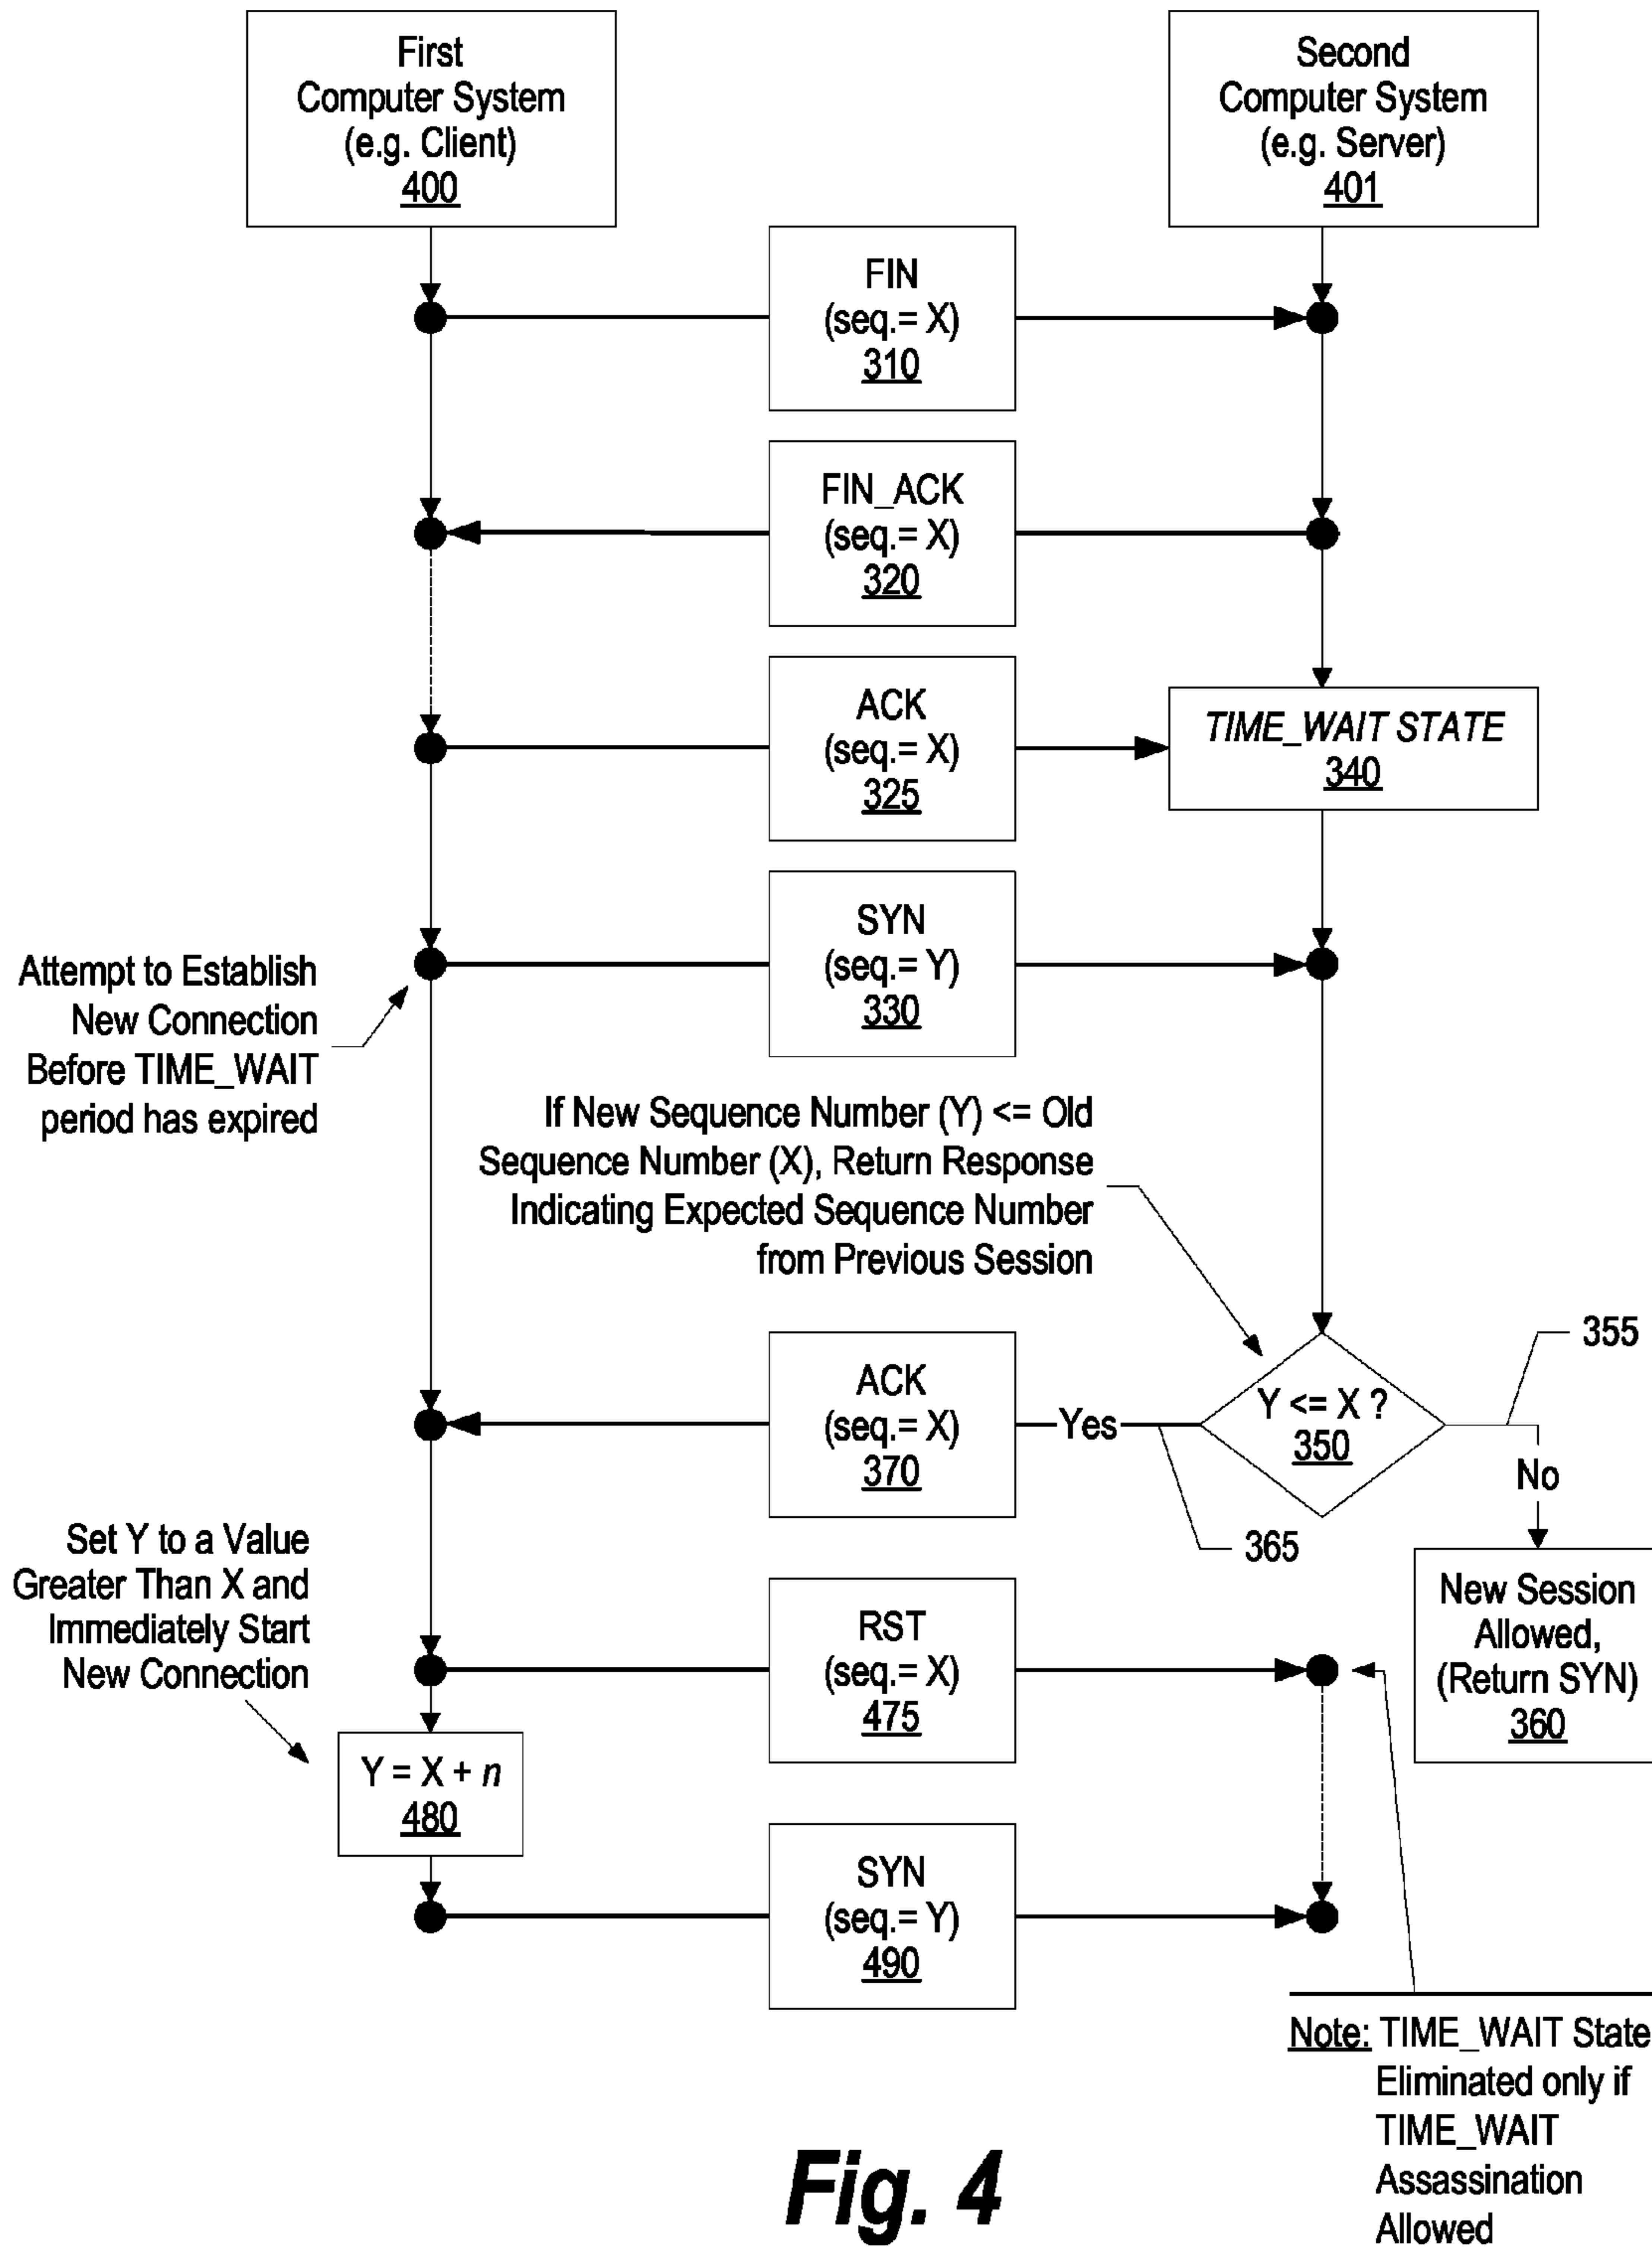 First
Computer System
(e.g. Client)
400
Second
Computer System
(e.g. Server)
401
FIN
(seq.= X)
310
FIN_ACK
(seq.= X)
320
ACK
(seq.= X)
325
TIME_WAIT STATE
340
SYN
(seq.= Y)
330
Attempt to Establish
New Connection
Before TIME_WAIT
period has expired
If New Sequence Number (Y) <= Old
Sequence Number (X), Return Response
Indicating Expected Sequence Number
from Previous Session
ACK
(seq.= X)
370
Yes
365
Y <= X ?
350
355
No
New Session
Allowed,
(Return SYN)
360
Set Y to a Value
Greater Than X and
Immediately Start
New Connection
RST
(seq.= X)
475
Y = X + n
480
SYN
(seq.= Y)
490
Note: TIME_WAIT State
Eliminated only if
TIME_WAIT
Assassination
Allowed
Fig. 4